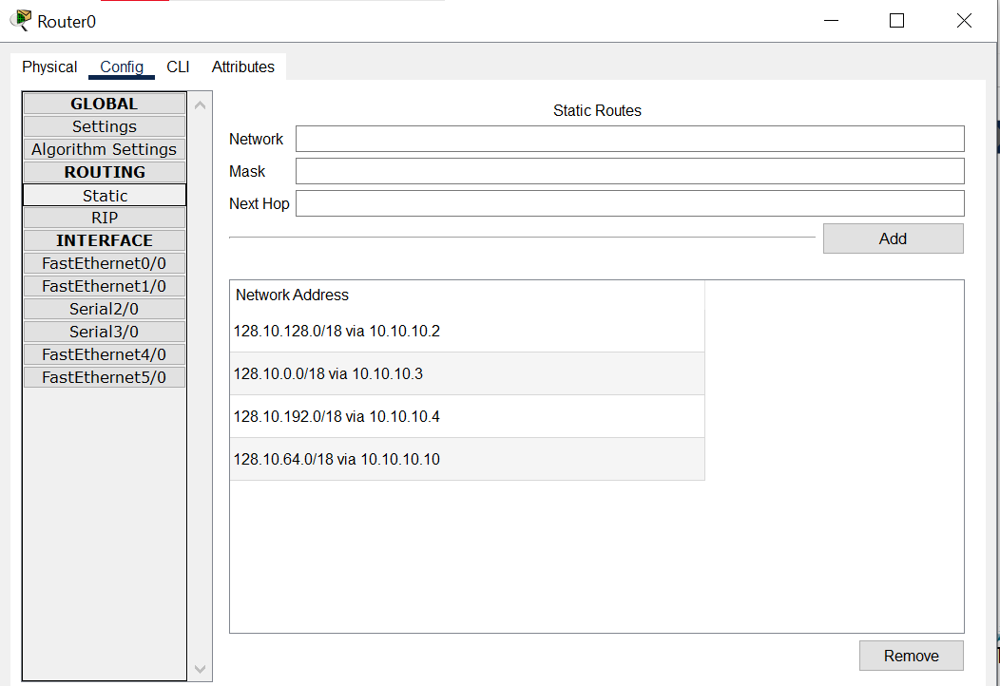 Router0
Physical Config CLI Attributes
GLOBAL
Settings
Algorithm Settings
ROUTING
Static
RIP
INTERFACE
FastEthernet0/0
FastEthernet1/0
Serial2/0
Serial3/0
FastEthernet4/0
FastEthernet5/0
Static Routes
Network
Mask
Next Hop
Add
Network Address
128.10.128.0/18 via 10.10.10.2
128.10.0.0/18 via 10.10.10.3
128.10.192.0/18 via 10.10.10.4
128.10.64.0/18 via 10.10.10.10
Remove